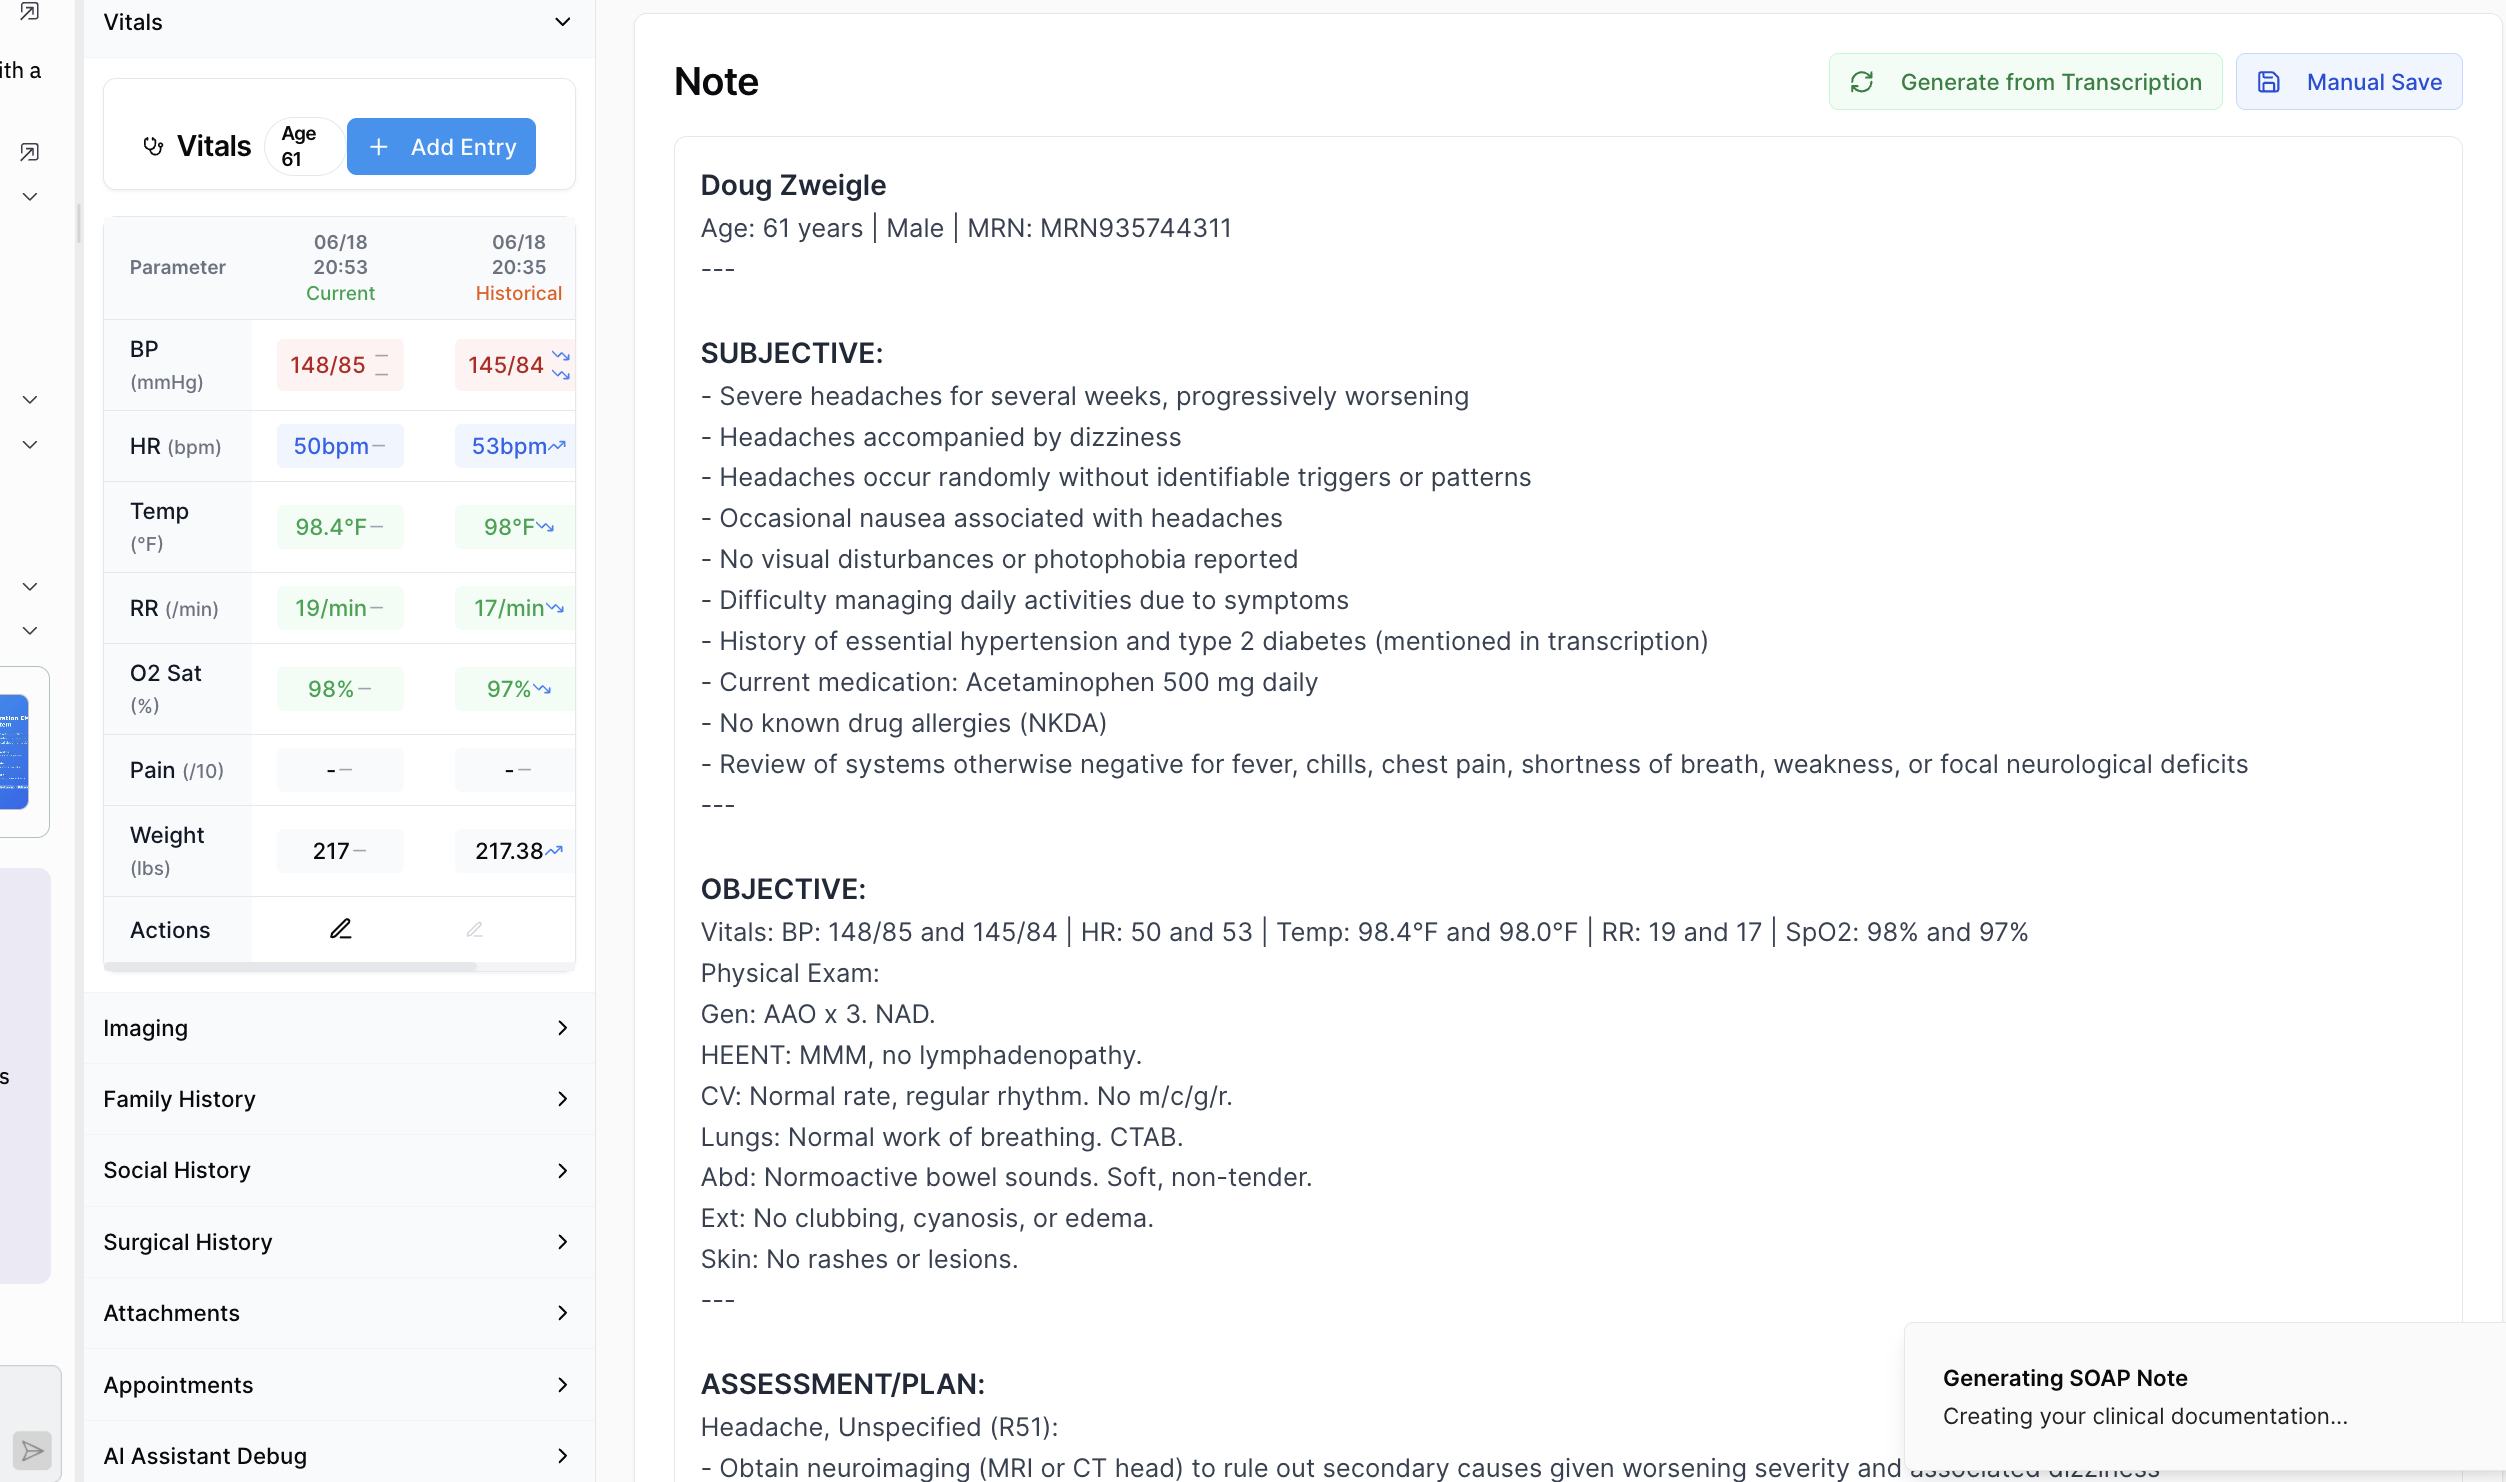 ith a
s
Vitals
Vitals
Age
61
+ Add Entry
Parameter
06/18
20:53
Current
06/18
20:35
Historical
BP
(mmHg)
148/85
145/84
HR (bpm)
50bpm
53bpm
Temp
(°F)
98.4°F
98°F
RR (/min)
19/min
17/min
O2 Sat
(%)
98%
97%
Pain (/10)
-
-
Weight
(lbs)
217
217.38
Actions
Imaging
Family History
Social History
Surgical History
Attachments
Appointments
AI Assistant Debug
Note
Generate from Transcription
Manual Save
Doug Zweigle
Age: 61 years | Male | MRN: MRN935744311
---
SUBJECTIVE:
- Severe headaches for several weeks, progressively worsening
- Headaches accompanied by dizziness
- Headaches occur randomly without identifiable triggers or patterns
- Occasional nausea associated with headaches
- No visual disturbances or photophobia reported
- Difficulty managing daily activities due to symptoms
- History of essential hypertension and type 2 diabetes (mentioned in transcription)
- Current medication: Acetaminophen 500 mg daily
- No known drug allergies (NKDA)
- Review of systems otherwise negative for fever, chills, chest pain, shortness of breath, weakness, or focal neurological deficits
---
OBJECTIVE:
Vitals: BP: 148/85 and 145/84 | HR: 50 and 53 | Temp: 98.4°F and 98.0°F | RR: 19 and 17 | SpO2: 98% and 97%
Physical Exam:
Gen: AAO x 3. NAD.
HEENT: MMM, no lymphadenopathy.
CV: Normal rate, regular rhythm. No m/c/g/r.
Lungs: Normal work of breathing. CTAB.
Abd: Normoactive bowel sounds. Soft, non-tender.
Ext: No clubbing, cyanosis, or edema.
Skin: No rashes or lesions.
---
ASSESSMENT/PLAN:
Headache, Unspecified (R51):
- Obtain neuroimaging (MRI or CT head) to rule out secondary causes given worsening severity and associated dizziness
Generating SOAP Note
Creating your clinical documentation...